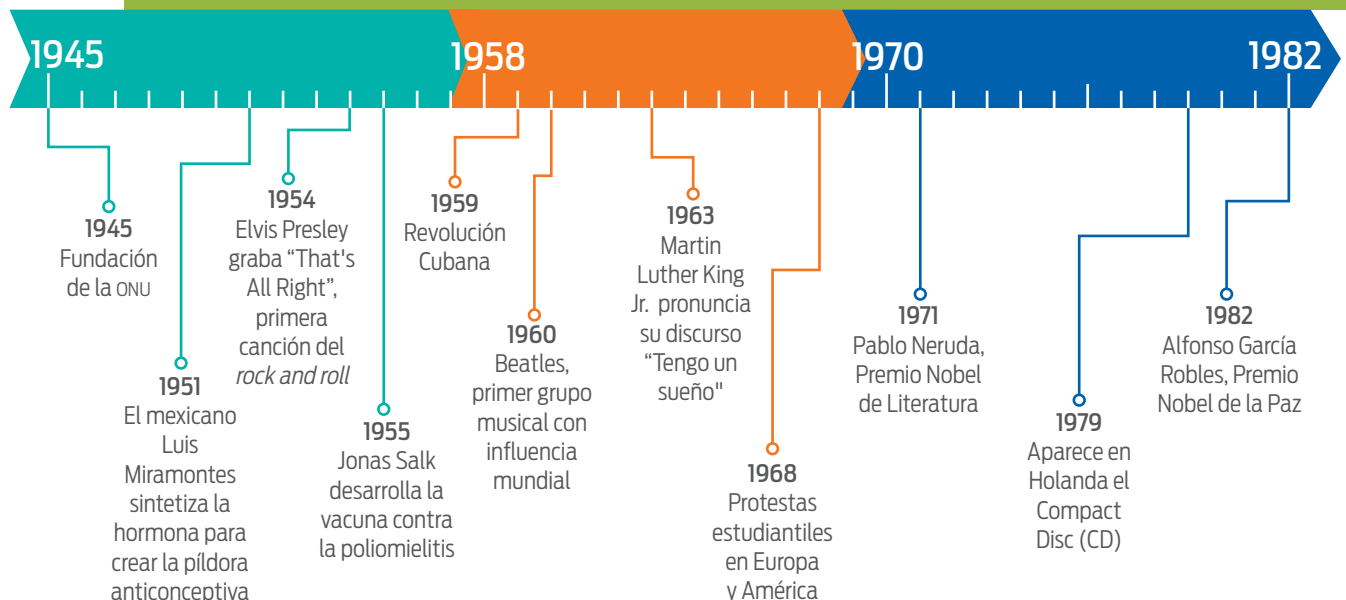 1945
1958
1970
1982
1945
Fundación
de la ONU
1951
El mexicano
Luis
Miramontes
sintetiza la
hormona para
crear la píldora
anticonceptiva
1954
Elvis Presley
graba “That's
All Right”,
primera
canción del
rock and roll
1955
Jonas Salk
desarrolla la
vacuna contra
la poliomielitis
1959
Revolución
Cubana
1960
Beatles,
primer grupo
musical con
influencia
mundial
1963
Martin
Luther King
Jr. pronuncia
su discurso
“Tengo un
sueño"
1968
Protestas
estudiantiles
en Europa
y América
1971
Pablo Neruda,
Premio Nobel
de Literatura
1979
Aparece en
Holanda el
Compact
Disc (CD)
1982
Alfonso García
Robles, Premio
Nobel de la Paz